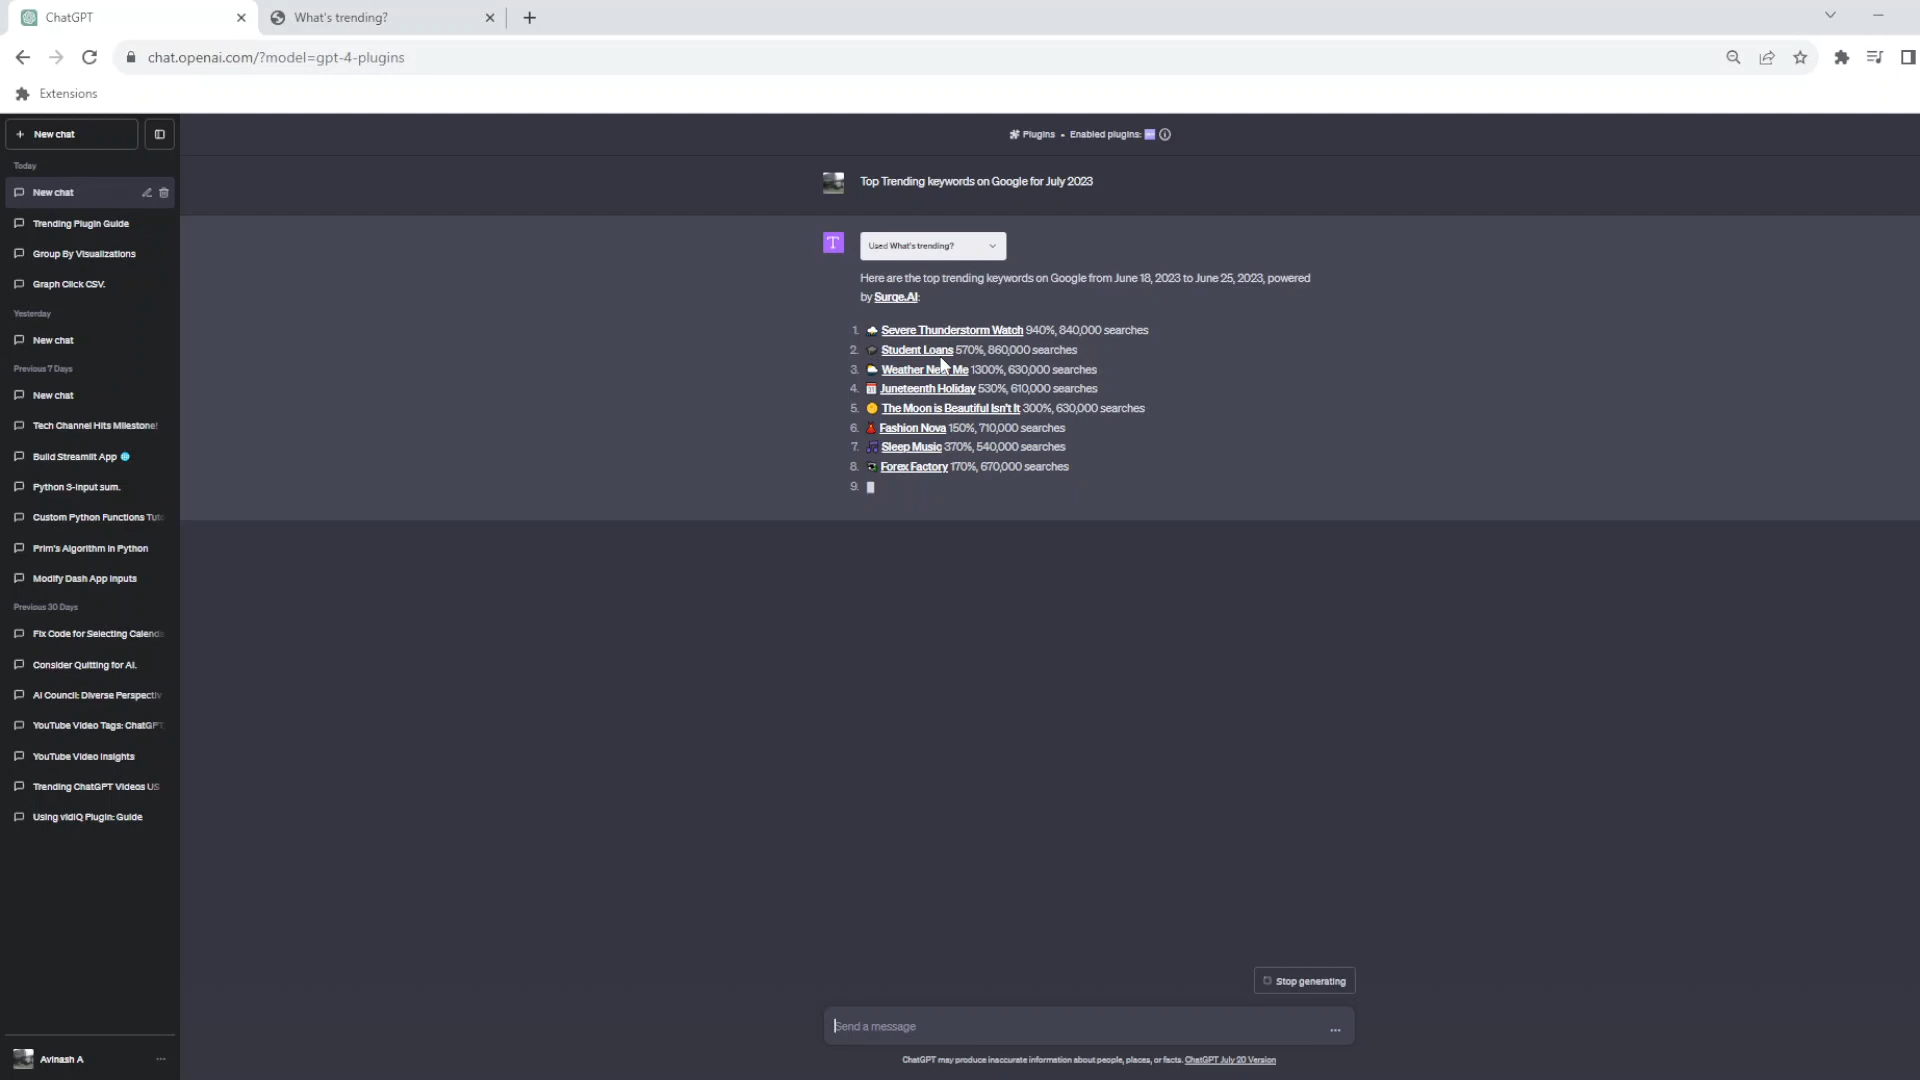 ChatGPT
What's trending?
chat.openai.com/?model=gpt-4-plugins
Extensions
New chat
Today
New chat
Trending Plugin Guide
Group By Visualizations
Graph Click CSV.
Yesterday
New chat
Previous 7 Days
New chat
Tech Channel Hits Milestone!
Build Streamlit App
Python 3-input sum.
Custom Python Functions Tuto
Prim's Algorithm in Python
Modify Dash App Inputs
Previous 30 Days
Fix Code for Selecting Calenda
Consider Quitting for AI.
AI Council: Diverse Perspectiv
YouTube Video Tags: ChatGPT
YouTube Video Insights
Trending ChatGPT Videos US
Using vidIQ Plugin: Guide
Avinash A
Plugins • Enabled plugins:
Top Trending keywords on Google for July 2023
T
Used What's trending?
Here are the top trending keywords on Google from June 18, 2023 to June 25, 2023, powered
by Surge.AI:
1. Severe Thunderstorm Watch 940%, 840,000 searches
2. Student Loans 570%, 860,000 searches
3. Weather Near Me 1300%, 630,000 searches
4. Juneteenth Holiday 530%, 610,000 searches
5. The Moon is Beautiful Isn't It 300%, 630,000 searches
6. Fashion Nova 150%, 710,000 searches
7. Sleep Music 370%, 540,000 searches
8. Forex Factory 170%, 670,000 searches
9.
Stop generating
Send a message
ChatGPT may produce inaccurate information about people, places, or facts. ChatGPT July 20 Version